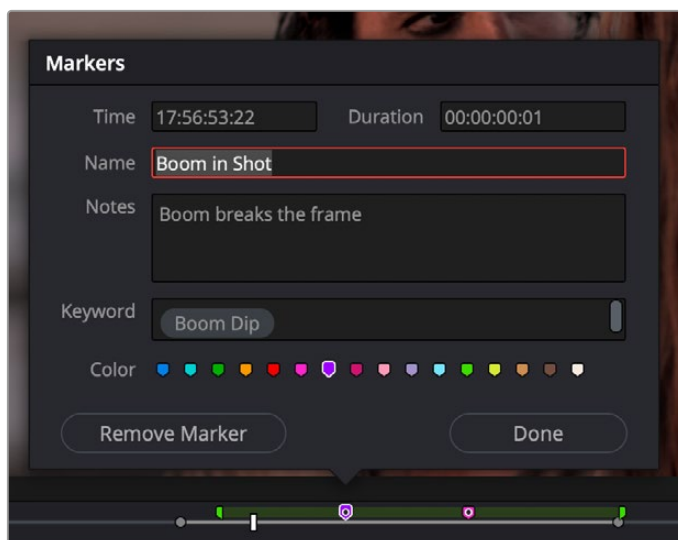 Markers
Time 17:56:53:22 Duration 00:00:00:01
Name Boom in Shot
Notes Boom breaks the frame
Keyword Boom Dip
Color
Remove Marker Done